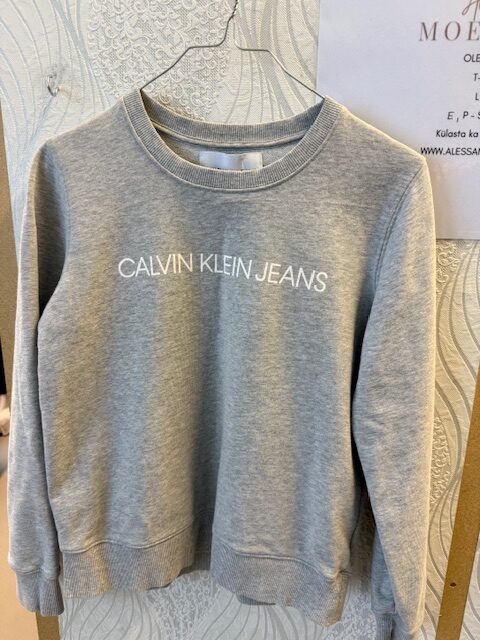 MOE
OLE
T-
L
E, P-S
Külasta ka
WWW.ALESSAN
CALVIN KLEIN JEANS